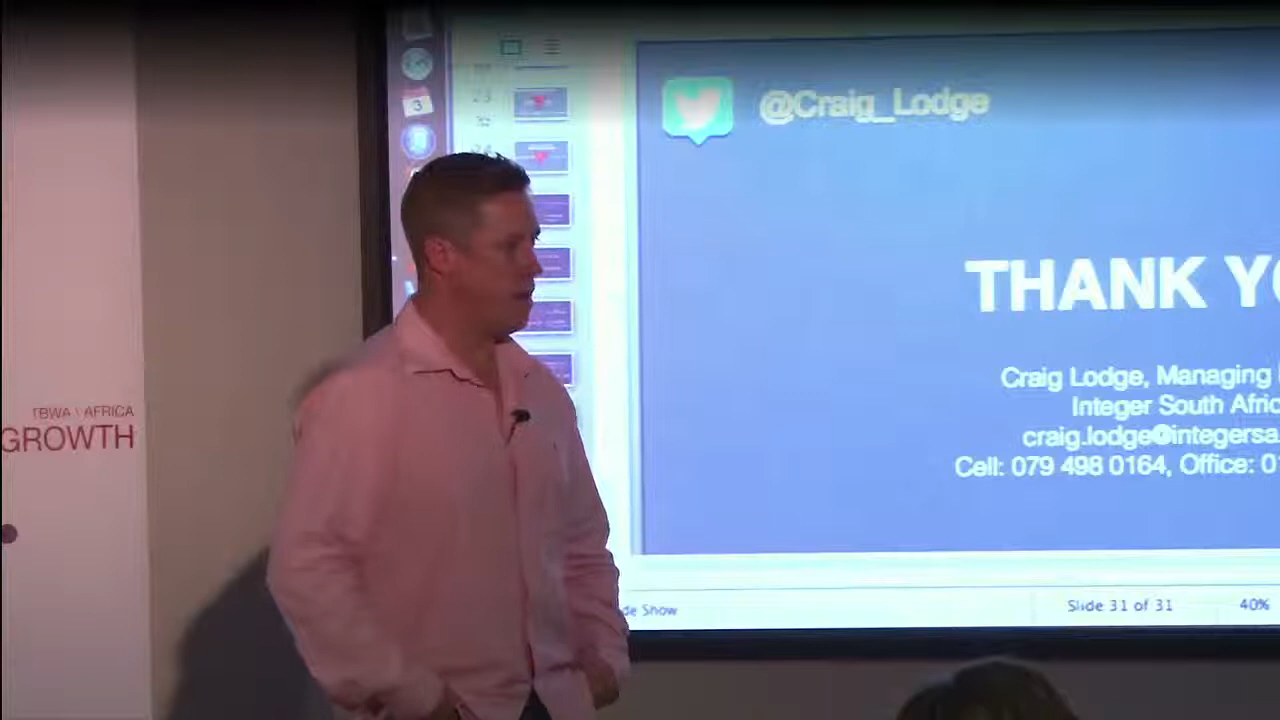 @Craig_Lodge
THANK YO
Craig Lodge, Managing
Integer South Afric
craig.lodge@integersa
Cell: 079 498 0164, Office: 0
TBWA \ AFRICA
GROWTH
de Show
Slide 31 of 31
40%
3